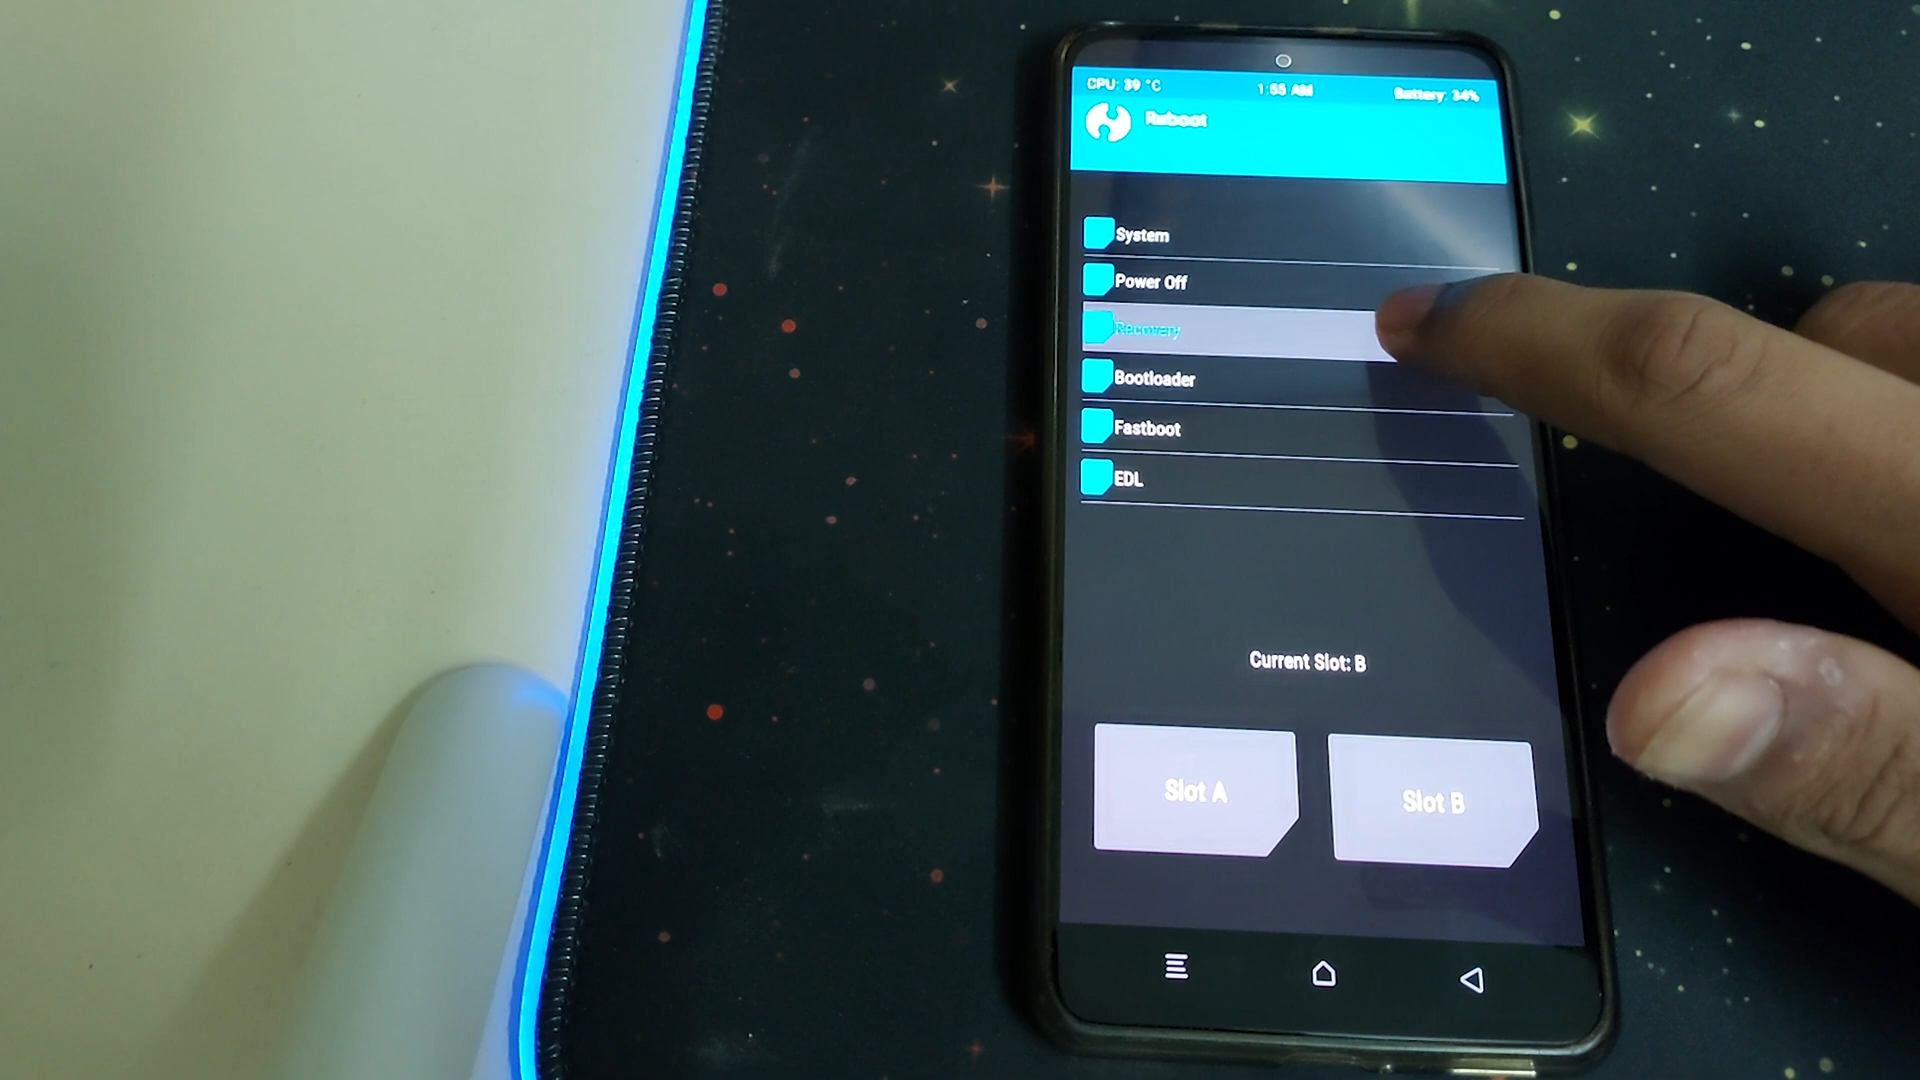 CPU: 39 °C 1:55 AM Battery: 34%
Reboot
System
Power Off
Recovery
Bootloader
Fastboot
EDL
Current Slot: B
Slot A Slot B